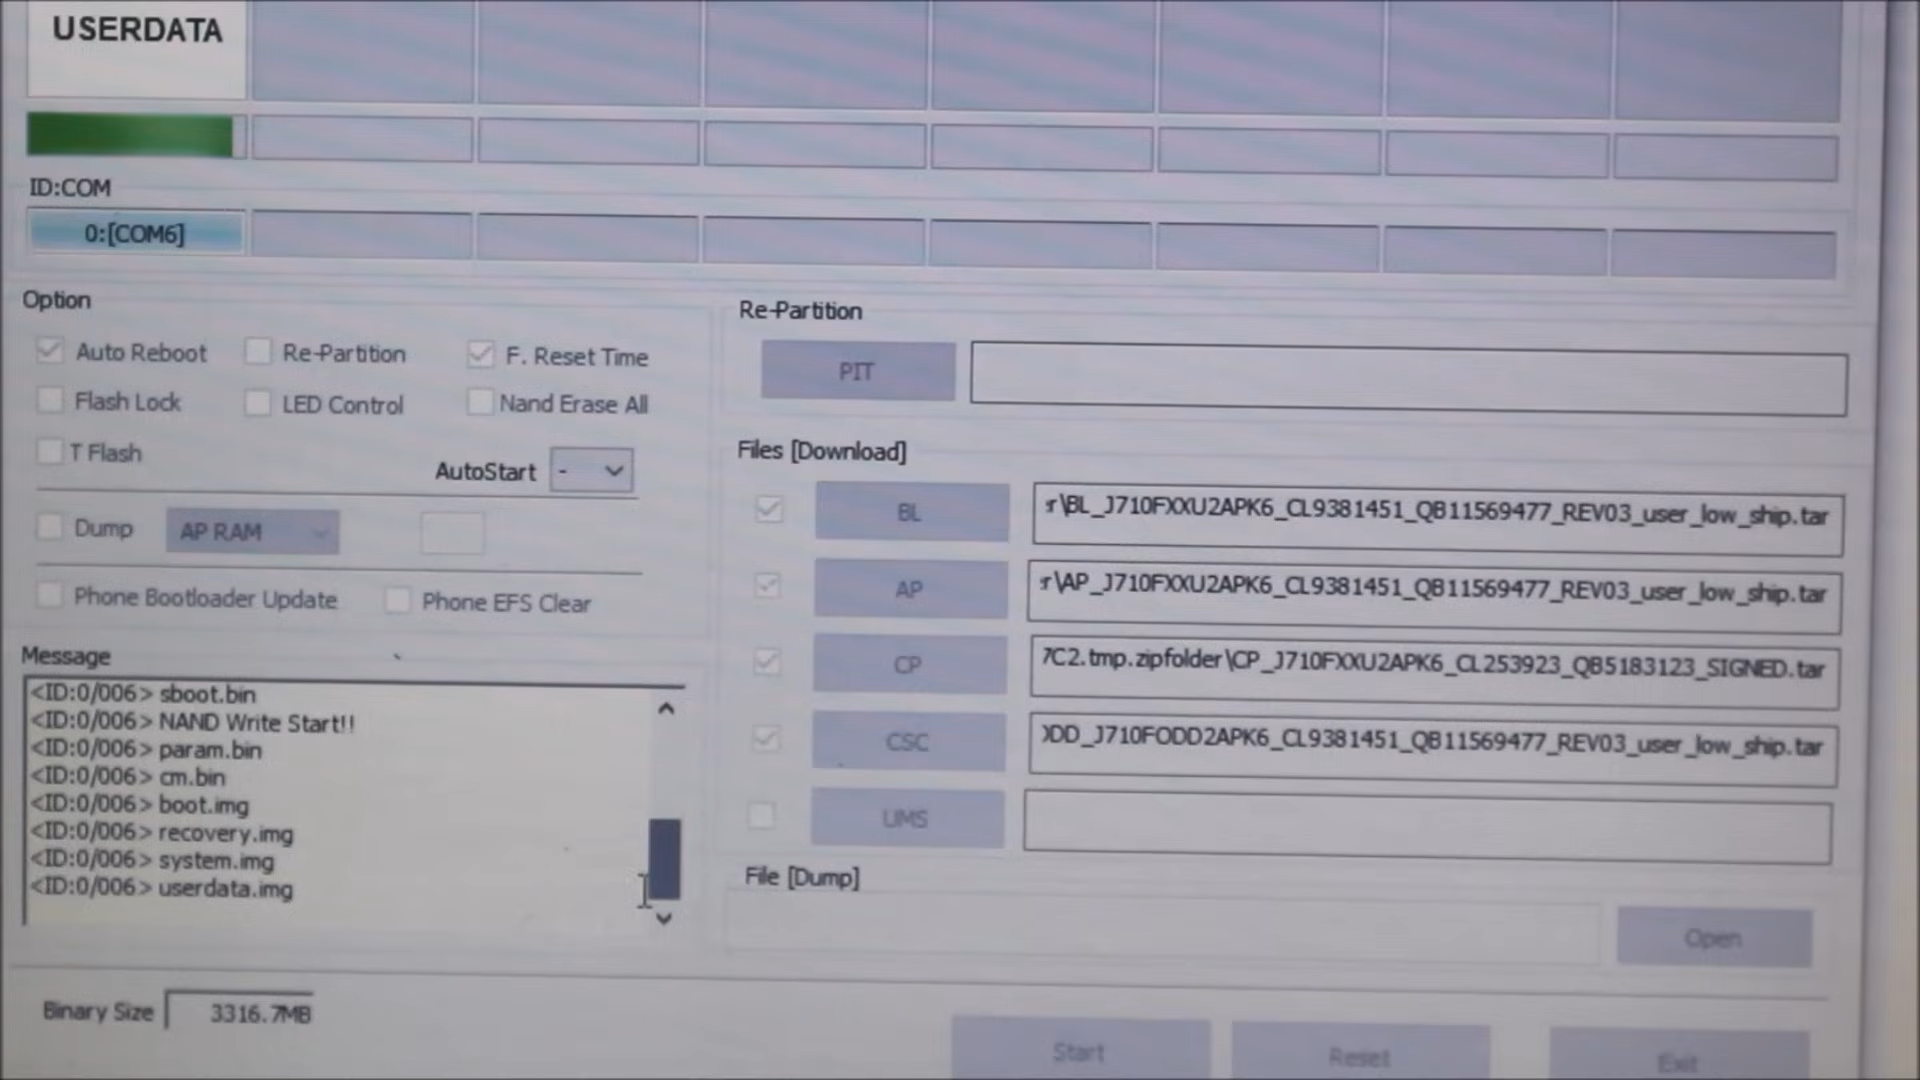 USERDATA
ID:COM
0:[COM6]
Option
Auto Reboot
Re-Partition
F. Reset Time
Flash Lock
LED Control
Nand Erase All
T Flash
AutoStart
-
Dump
AP RAM
Phone Bootloader Update
Phone EFS Clear
Message
<ID:0/006> sboot.bin
<ID:0/006> NAND Write Start!!
<ID:0/006> param.bin
<ID:0/006> cm.bin
<ID:0/006> boot.img
<ID:0/006> recovery.img
<ID:0/006> system.img
<ID:0/006> userdata.img
Binary Size
3316.7MB
Re-Partition
PIT
Files [Download]
BL
r\BL_J710FXXU2APK6_CL9381451_QB11569477_REV03_user_low_ship.tar
AP
r\AP_J710FXXU2APK6_CL9381451_QB11569477_REV03_user_low_ship.tar
CP
7C2.tmp.zipfolder\CP_J710FXXU2APK6_CL253923_QB5183123_SIGNED.tar
CSC
DD_J710FODD2APK6_CL9381451_QB11569477_REV03_user_low_ship.tar
UMS
File [Dump]
Open
Start
Reset
Exit